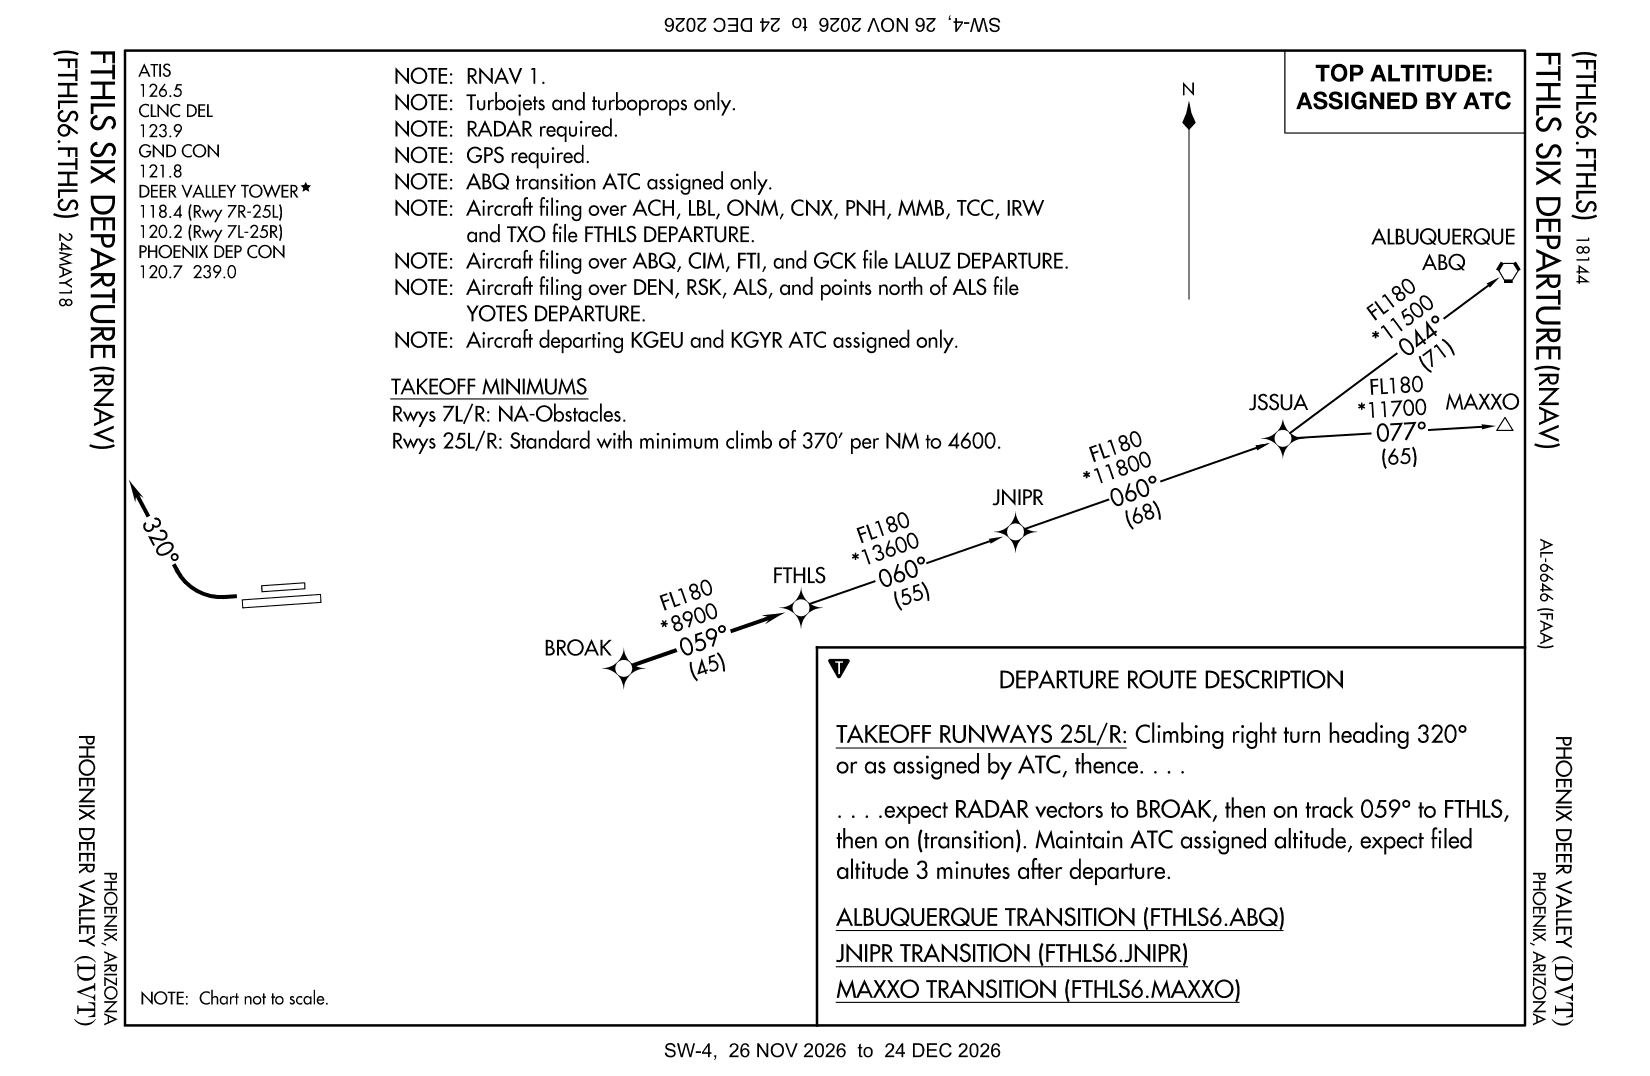 SW-4, 26 NOV 2026 to 24 DEC 2026
(FTHLS6.FTHLS) 24MAY18
FTHLS SIX DEPARTURE (RNAV)
PHOENIX DEER VALLEY (DVT)
PHOENIX, ARIZONA
ATIS
126.5
CLNC DEL
123.9
GND CON
121.8
DEER VALLEY TOWER★
118.4 (Rwy 7R-25L)
120.2 (Rwy 7L-25R)
PHOENIX DEP CON
120.7 239.0
NOTE: RNAV 1.
NOTE: Turbojets and turboprops only.
NOTE: RADAR required.
NOTE: GPS required.
NOTE: ABQ transition ATC assigned only.
NOTE: Aircraft filing over ACH, LBL, ONM, CNX, PNH, MMB, TCC, IRW
and TXO file FTHLS DEPARTURE.
NOTE: Aircraft filing over ABQ, CIM, FTI, and GCK file LALUZ DEPARTURE.
NOTE: Aircraft filing over DEN, RSK, ALS, and points north of ALS file
YOTES DEPARTURE.
NOTE: Aircraft departing KGEU and KGYR ATC assigned only.
TAKEOFF MINIMUMS
Rwys 7L/R: NA-Obstacles.
Rwys 25L/R: Standard with minimum climb of 370′ per NM to 4600.
N
TOP ALTITUDE:
ASSIGNED BY ATC
ALBUQUERQUE
ABQ
FL180
*11500
044°
(71)
FL180
*11700
077°
(65)
MAXXO
JSSUA
FL180
*11800
060°
(68)
JNIPR
FL180
*13600
060°
(55)
FTHLS
FL180
*8900
059°
(45)
BROAK
320°
T
DEPARTURE ROUTE DESCRIPTION
TAKEOFF RUNWAYS 25L/R: Climbing right turn heading 320°
or as assigned by ATC, thence. . . .
. . . .expect RADAR vectors to BROAK, then on track 059° to FTHLS,
then on (transition). Maintain ATC assigned altitude, expect filed
altitude 3 minutes after departure.
ALBUQUERQUE TRANSITION (FTHLS6.ABQ)
JNIPR TRANSITION (FTHLS6.JNIPR)
MAXXO TRANSITION (FTHLS6.MAXXO)
NOTE: Chart not to scale.
(FTHLS6.FTHLS) 18144
FTHLS SIX DEPARTURE (RNAV)
AL-6646 (FAA)
PHOENIX DEER VALLEY (DVT)
PHOENIX, ARIZONA
SW-4, 26 NOV 2026 to 24 DEC 2026